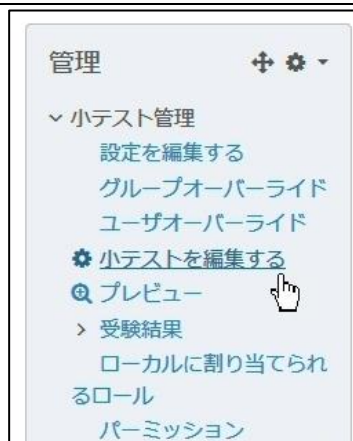 管理
小テスト管理
設定を編集する
グループオーバーライド
ユーザオーバーライド
小テストを編集する
プレビュー
受験結果
ローカルに割り当てられ
るロール
パーミッション